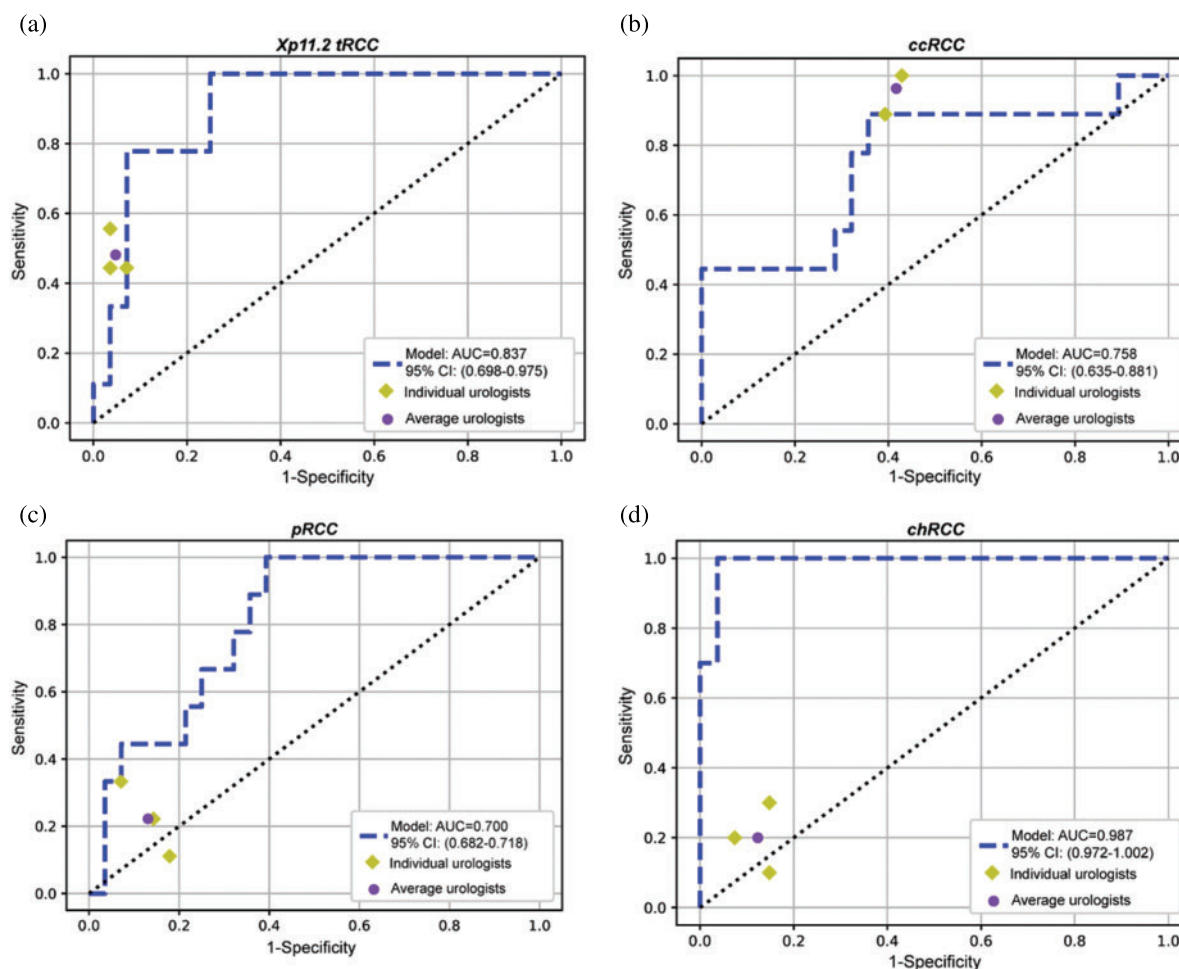 (a)
Xp11.2 tRCC
1.0
0.8
0.6
0.4
0.2
0.0
Sensitivity
Model: AUC=0.837
95% CI: (0.698-0.975)
Individual urologists
Average urologists
0.0 0.2 0.4 0.6 0.8 1.0
1-Specificity
(b)
ccRCC
1.0
0.8
0.6
0.4
0.2
0.0
Sensitivity
Model: AUC=0.758
95% CI: (0.635-0.881)
Individual urologists
Average urologists
0.0 0.2 0.4 0.6 0.8 1.0
1-Specificity
(c)
pRCC
1.0
0.8
0.6
0.4
0.2
0.0
Sensitivity
Model: AUC=0.700
95% CI: (0.682-0.718)
Individual urologists
Average urologists
0.0 0.2 0.4 0.6 0.8 1.0
1-Specificity
(d)
chRCC
1.0
0.8
0.6
0.4
0.2
0.0
Sensitivity
Model: AUC=0.987
95% CI: (0.972-1.002)
Individual urologists
Average urologists
0.0 0.2 0.4 0.6 0.8 1.0
1-Specificity